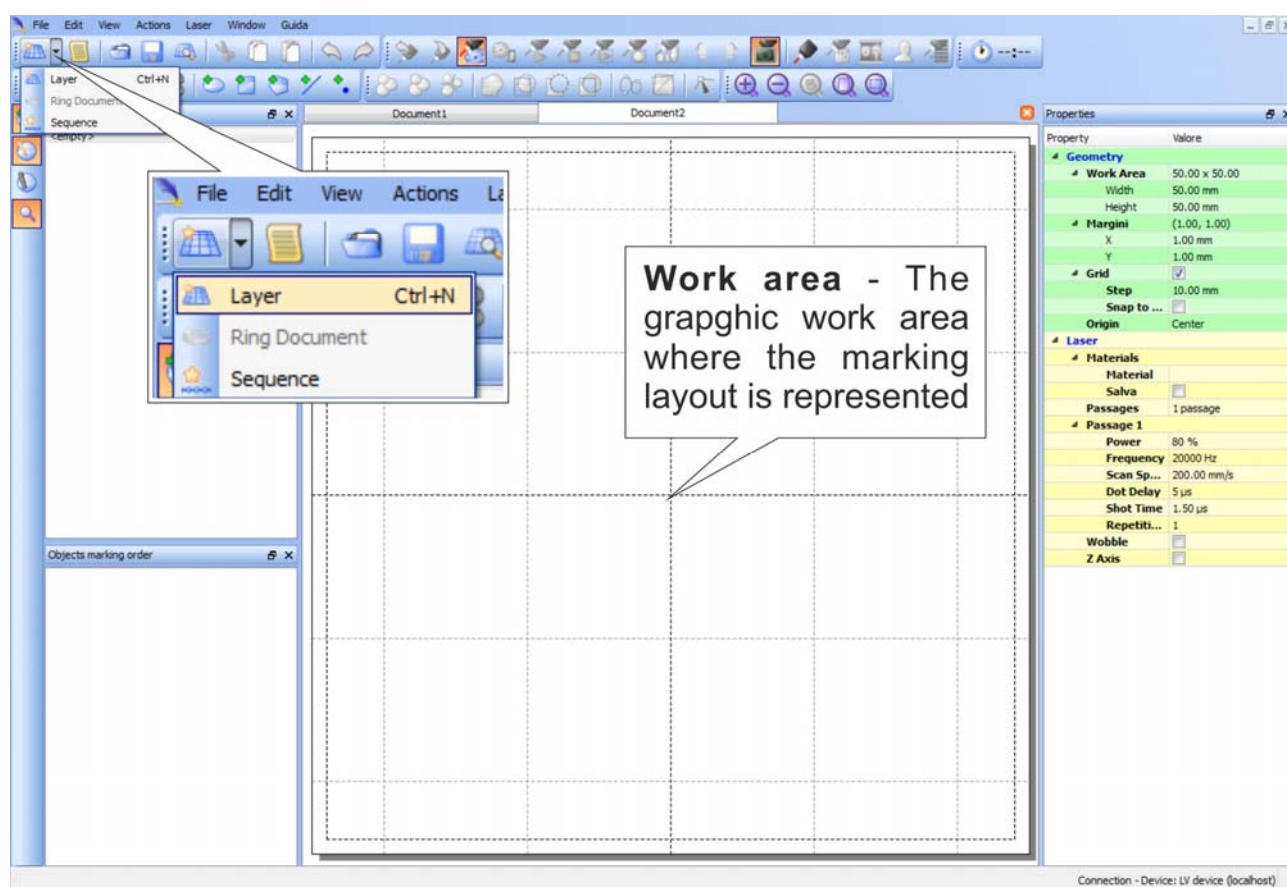 File Edit View Actions Laser Window Guida
--:--
Layer Ctrl+N
Ring Document
Sequence
<empty>
Document1 Document2
File Edit View Actions La
Layer Ctrl+N
Ring Document
Sequence
Work area - The
grapghic work area
where the marking
layout is represented
Objects marking order
Properties
Property Valore
Geometry
Work Area 50.00 x 50.00
Width 50.00 mm
Height 50.00 mm
Margini (1.00, 1.00)
X 1.00 mm
Y 1.00 mm
Grid
Step 10.00 mm
Snap to ...
Origin Center
Laser
Materials
Material
Salva
Passages 1 passage
Passage 1
Power 80 %
Frequency 20000 Hz
Scan Sp... 200.00 mm/s
Dot Delay 5 µs
Shot Time 1.50 µs
Repetiti... 1
Wobble
Z Axis
Connection - Device: LV device (localhost)